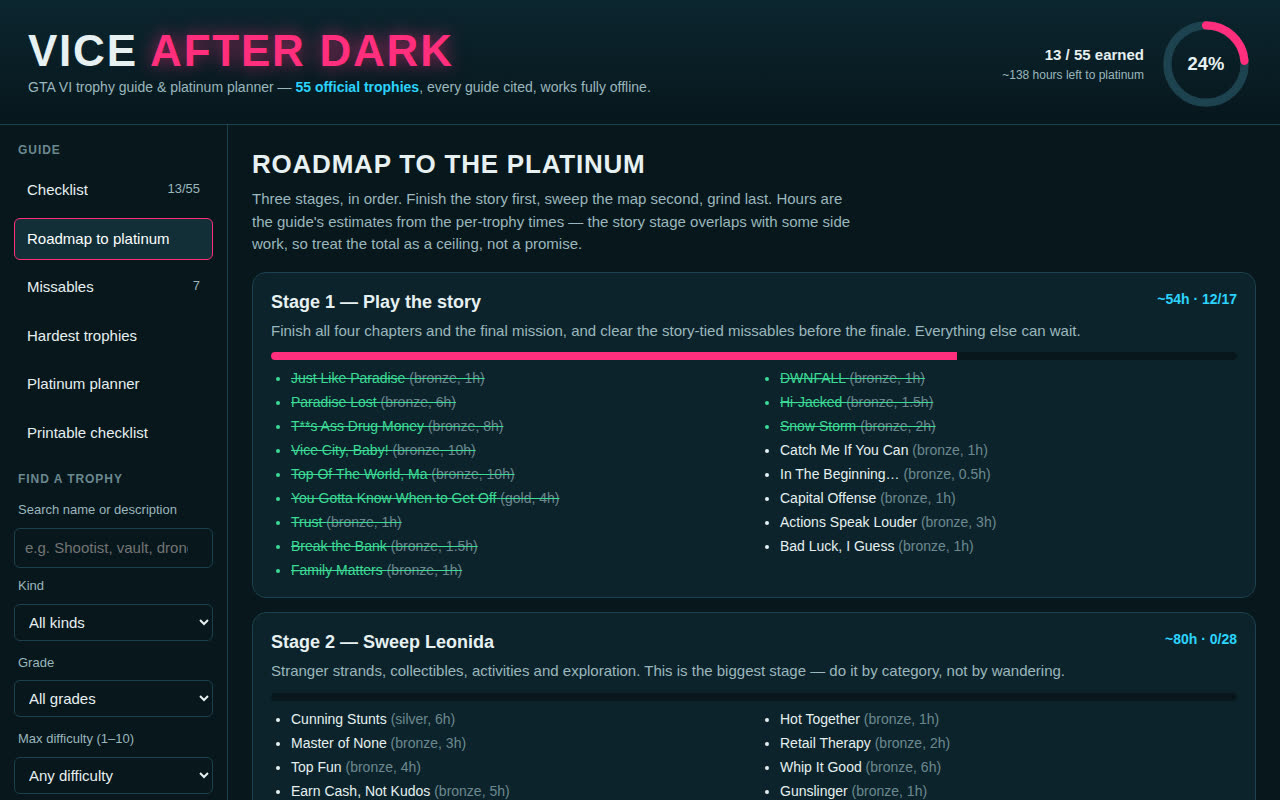 VICE AFTER DARK
GTA VI trophy guide & platinum planner — 55 official trophies, every guide cited, works fully offline.
13 / 55 earned
~138 hours left to platinum
24%
GUIDE
Checklist 13/55
Roadmap to platinum
Missables 7
Hardest trophies
Platinum planner
Printable checklist
FIND A TROPHY
Search name or description
e.g. Shootist, vault, dron
Kind
All kinds
Grade
All grades
Max difficulty (1–10)
Any difficulty
ROADMAP TO THE PLATINUM
Three stages, in order. Finish the story first, sweep the map second, grind last. Hours are
the guide's estimates from the per-trophy times — the story stage overlaps with some side
work, so treat the total as a ceiling, not a promise.
Stage 1 — Play the story
~54h · 12/17
Finish all four chapters and the final mission, and clear the story-tied missables before the finale. Everything else can wait.
Just Like Paradise (bronze, 1h)
Paradise Lost (bronze, 6h)
T**s Ass Drug Money (bronze, 8h)
Vice City, Baby! (bronze, 10h)
Top Of The World, Ma (bronze, 10h)
You Gotta Know When to Get Off (gold, 4h)
Trust (bronze, 1h)
Break the Bank (bronze, 1.5h)
Family Matters (bronze, 1h)
DWNFALL (bronze, 1h)
Hi-Jacked (bronze, 1.5h)
Snow Storm (bronze, 2h)
Catch Me If You Can (bronze, 1h)
In The Beginning… (bronze, 0.5h)
Capital Offense (bronze, 1h)
Actions Speak Louder (bronze, 3h)
Bad Luck, I Guess (bronze, 1h)
Stage 2 — Sweep Leonida
~80h · 0/28
Stranger strands, collectibles, activities and exploration. This is the biggest stage — do it by category, not by wandering.
Cunning Stunts (silver, 6h)
Master of None (bronze, 3h)
Top Fun (bronze, 4h)
Earn Cash, Not Kudos (bronze, 5h)
Hot Together (bronze, 1h)
Retail Therapy (bronze, 2h)
Whip It Good (bronze, 6h)
Gunslinger (bronze, 1h)